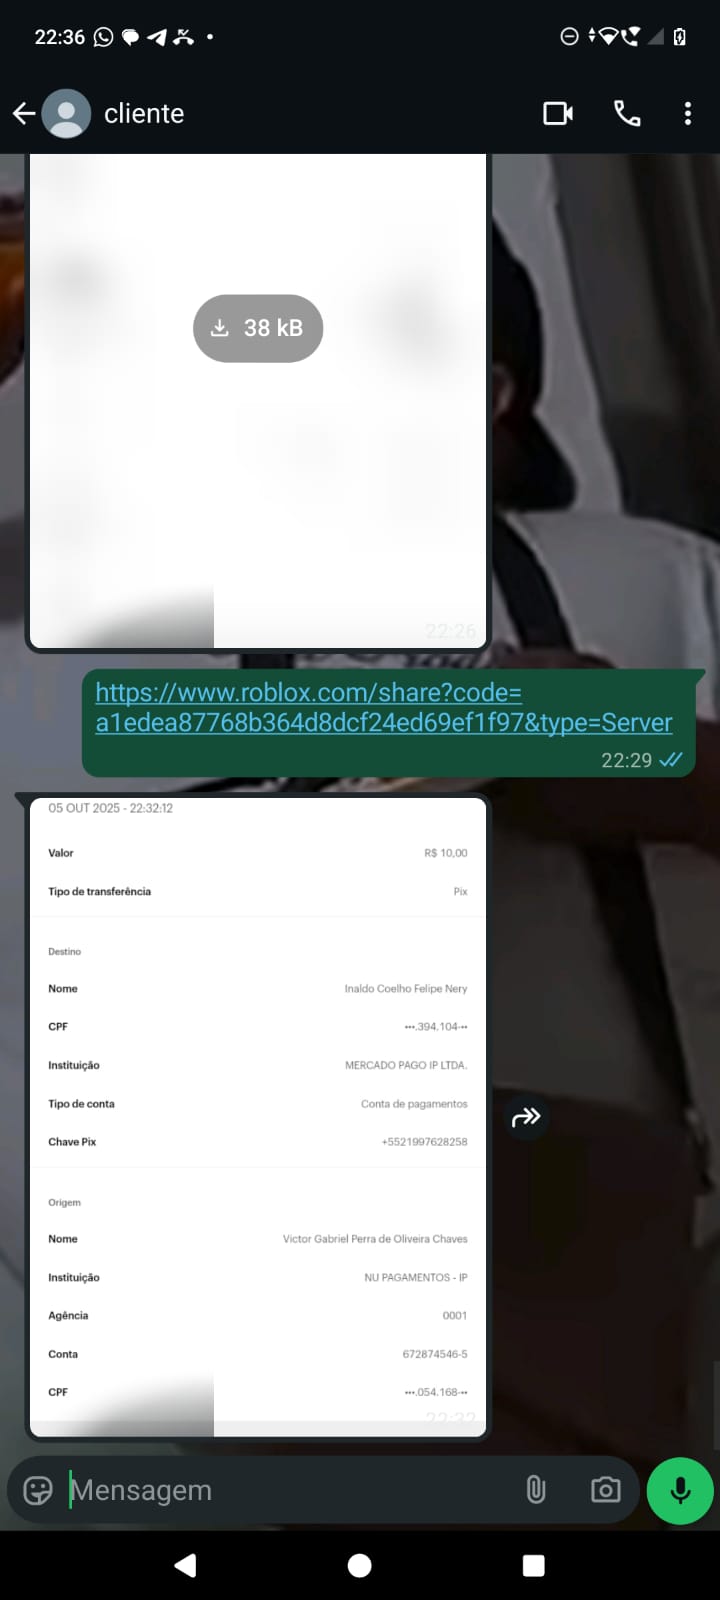 22:36
cliente
38 kB
22:26
https://www.roblox.com/share?code=
a1edea87768b364d8dcf24ed69ef1f97&type=Server
22:29
05 OUT 2025 - 22:32:12
Valor R$ 10,00
Tipo de transferência Pix
Destino
Nome Inaldo Coelho Felipe Nery
CPF •••.394.104-••
Instituição MERCADO PAGO IP LTDA.
Tipo de conta Conta de pagamentos
Chave Pix +5521997628258
Origem
Nome Victor Gabriel Perra de Oliveira Chaves
Instituição NU PAGAMENTOS - IP
Agência 0001
Conta 672874546-5
CPF •••.054.168-••
22:32
Mensagem